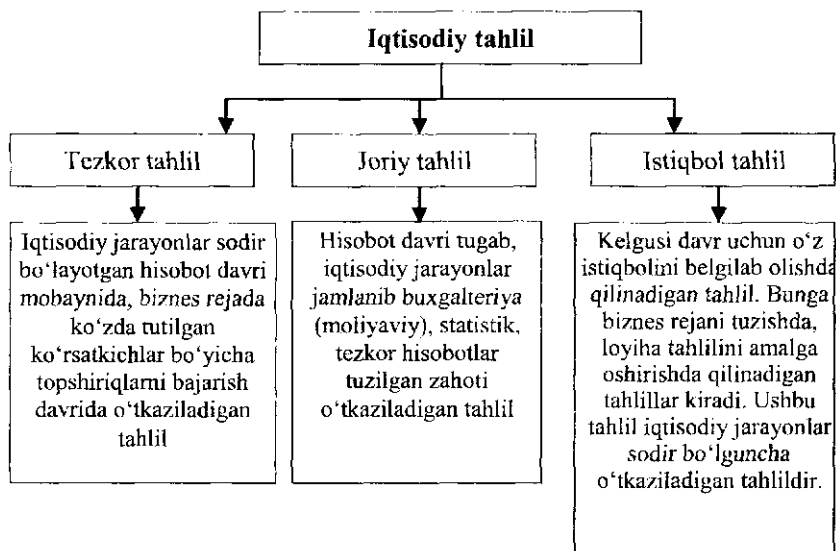 Iqtisodiy tahlil
Tezkor tahlil
Joriy tahlil
Istiqbol tahlil
Iqtisodiy jarayonlar sodir
bo‘layotgan hisobot davri
mobaynida, biznes rejada
ko‘zda tutilgan
ko‘rsatkichlar bo‘yicha
topshiriqlarni bajarish
davrida o‘tkaziladigan
tahlil
Hisobot davri tugab,
iqtisodiy jarayonlar
jamlanib buxgalteriya
(moliyaviy), statistik,
tezkor hisobotlar
tuzilgan zahoti
o‘tkaziladigan tahlil
Kelgusi davr uchun o‘z
istiqbolini belgilab olishda
qilinadigan tahlil. Bunga
biznes rejani tuzishda,
loyiha tahlilini amalga
oshirishda qilinadigan
tahlillar kiradi. Ushbu
tahlil iqtisodiy jarayonlar
sodir bo‘lguncha
o‘tkaziladigan tahlildir.